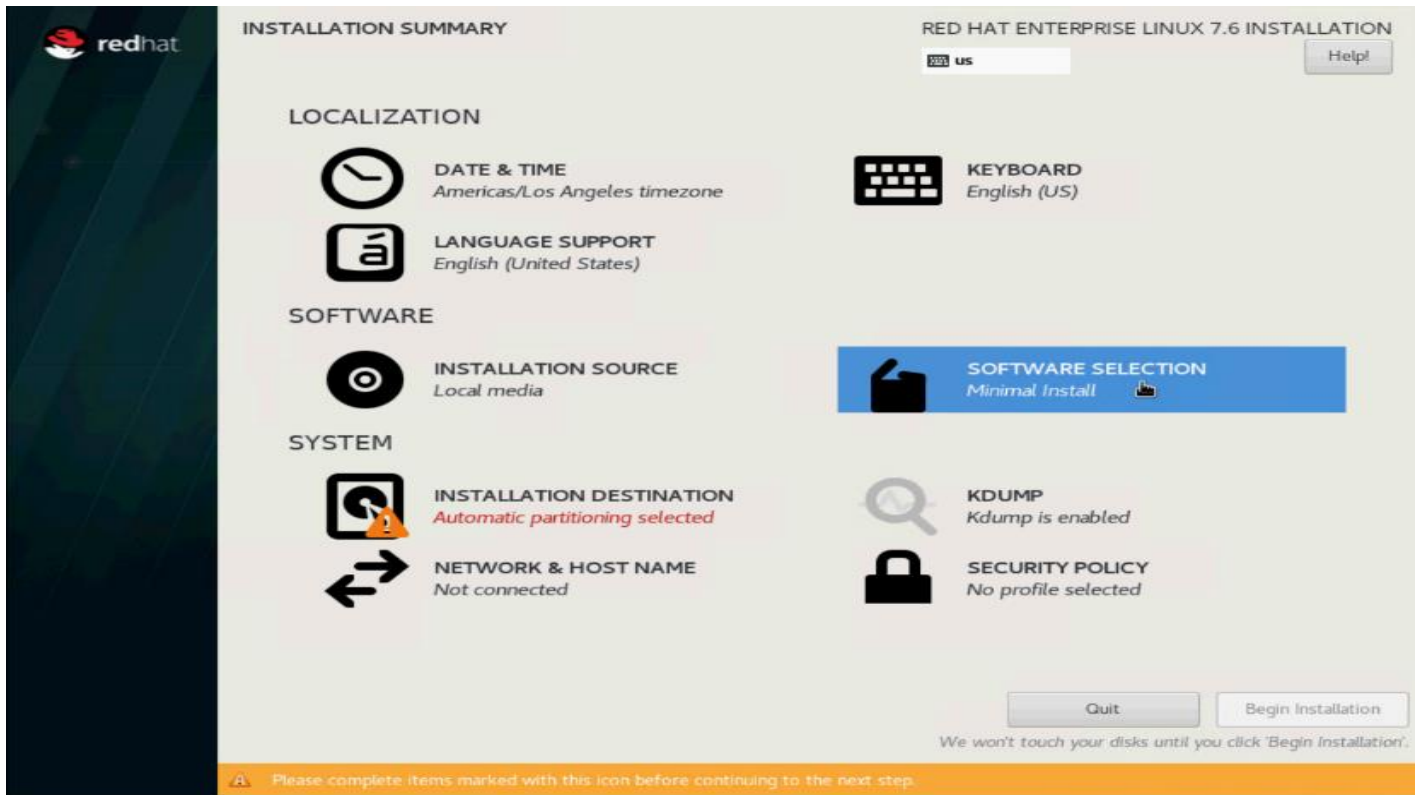 redhat
INSTALLATION SUMMARY
RED HAT ENTERPRISE LINUX 7.6 INSTALLATION
us
Help!
LOCALIZATION
DATE & TIME
Americas/Los Angeles timezone
KEYBOARD
English (US)
á
LANGUAGE SUPPORT
English (United States)
SOFTWARE
INSTALLATION SOURCE
Local media
SOFTWARE SELECTION
Minimal Install
SYSTEM
INSTALLATION DESTINATION
Automatic partitioning selected
KDUMP
Kdump is enabled
NETWORK & HOST NAME
Not connected
SECURITY POLICY
No profile selected
Quit
Begin Installation
We won't touch your disks until you click 'Begin Installation'.
Please complete items marked with this icon before continuing to the next step.